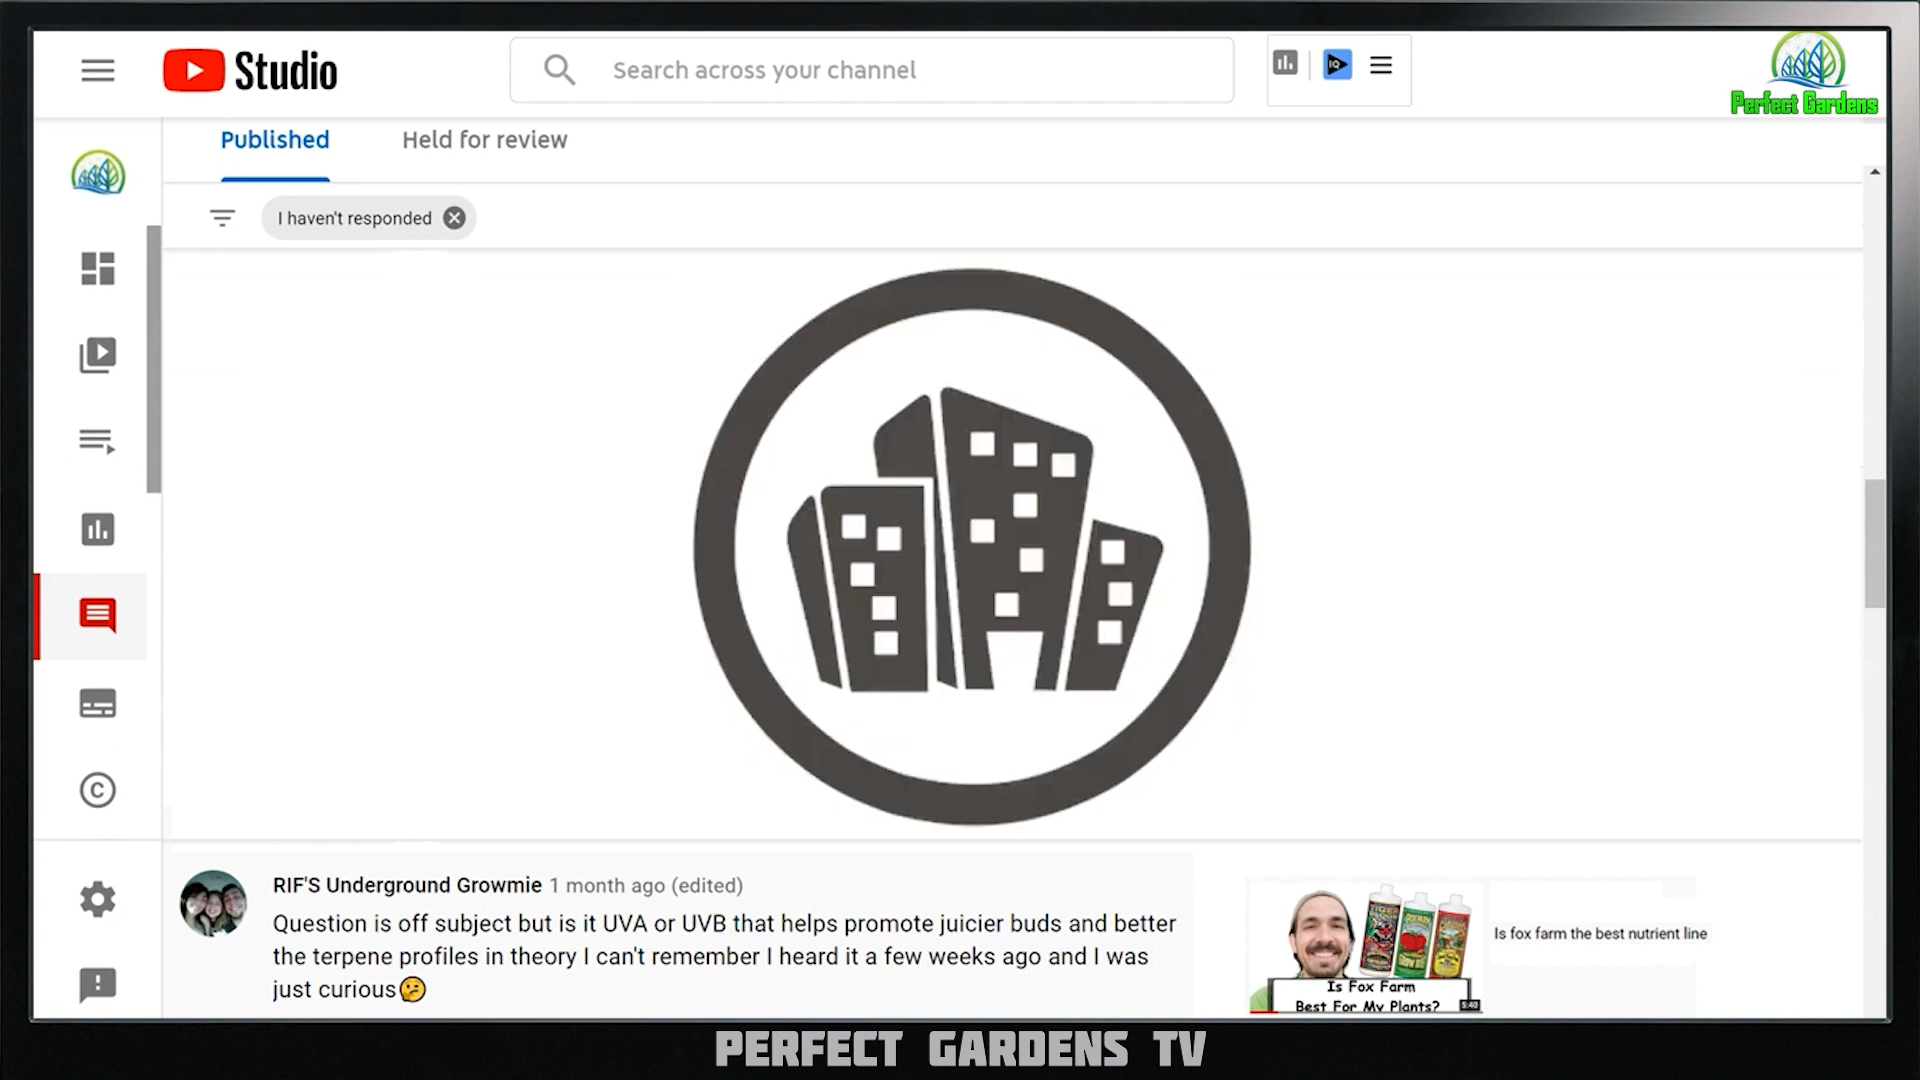 Studio
Search across your channel
IQ
Perfect Gardens
Published
Held for review
I haven't responded
RIF'S Underground Growmie 1 month ago (edited)
Question is off subject but is it UVA or UVB that helps promote juicier buds and better
the terpene profiles in theory I can't remember I heard it a few weeks ago and I was
just curious🤔
Is Fox Farm
Best For My Plants?
Is fox farm the best nutrient line
PERFECT GARDENS TV